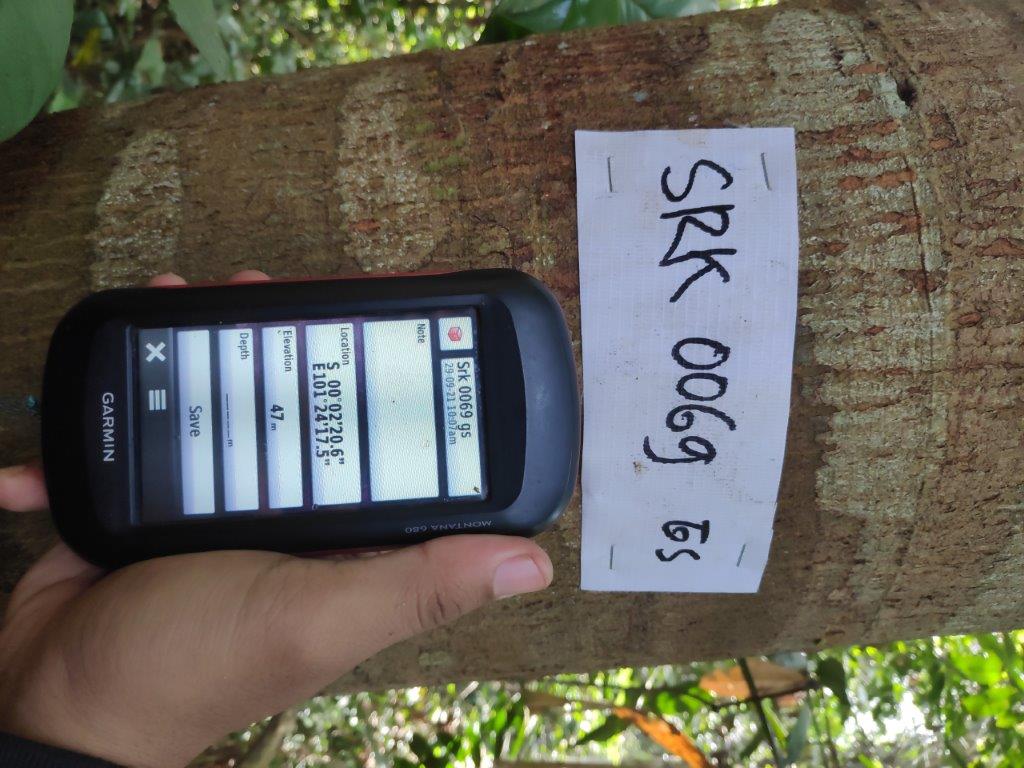 SRK 0069 GS
Srk 0069 gs
29-09-21 10:07am
Note
Location
S 00°02'20.6"
E101°24'17.5"
Elevation
47 m
Depth
_____m
Save
GARMIN
MONTANA 680